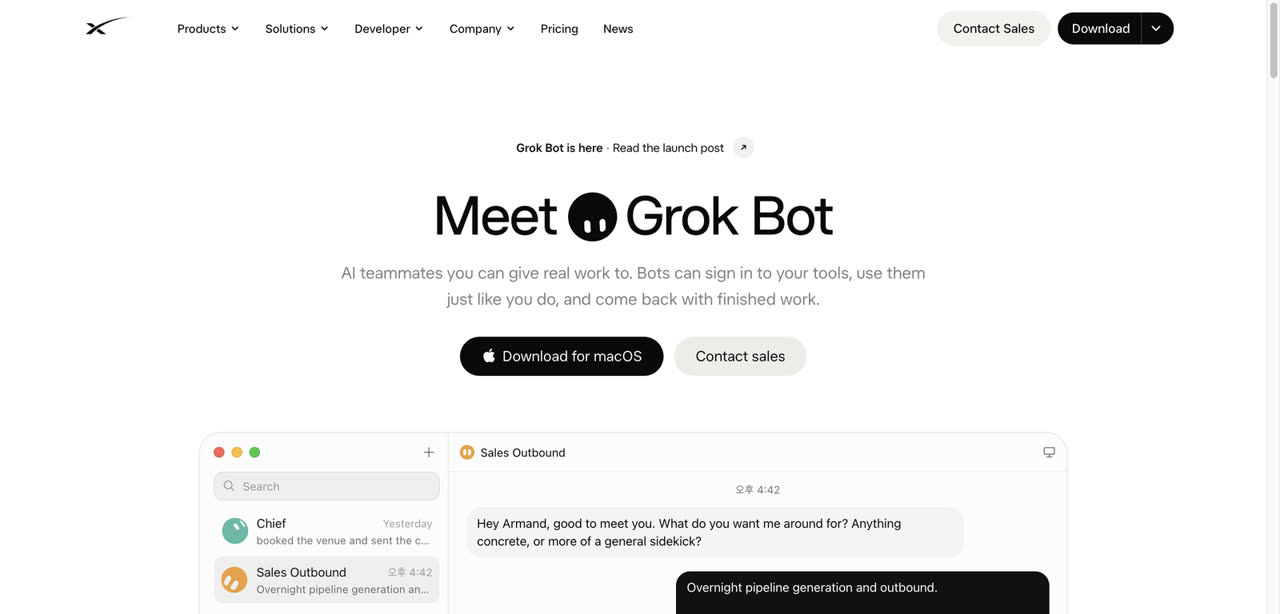 Products Solutions Developer Company Pricing News Contact Sales Download
Grok Bot is here · Read the launch post
Meet Grok Bot
AI teammates you can give real work to. Bots can sign in to your tools, use them
just like you do, and come back with finished work.
Download for macOS Contact sales
Sales Outbound
Search
오후 4:42
Chief Yesterday
booked the venue and sent the c...
Sales Outbound 오후 4:42
Overnight pipeline generation an...
Hey Armand, good to meet you. What do you want me around for? Anything
concrete, or more of a general sidekick?
Overnight pipeline generation and outbound.